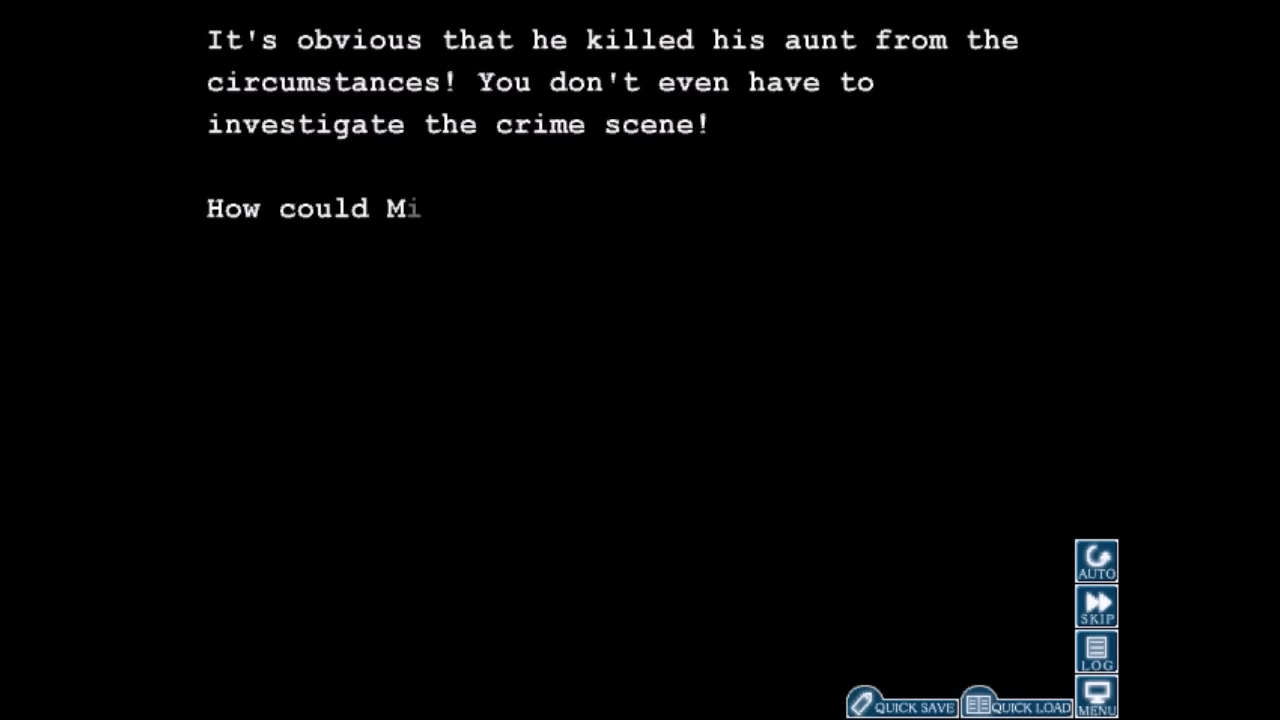 It's obvious that he killed his aunt from the
circumstances! You don't even have to
investigate the crime scene!
How could Mi
AUTO
SKIP
LOG
QUICK SAVE
QUICK LOAD
MENU